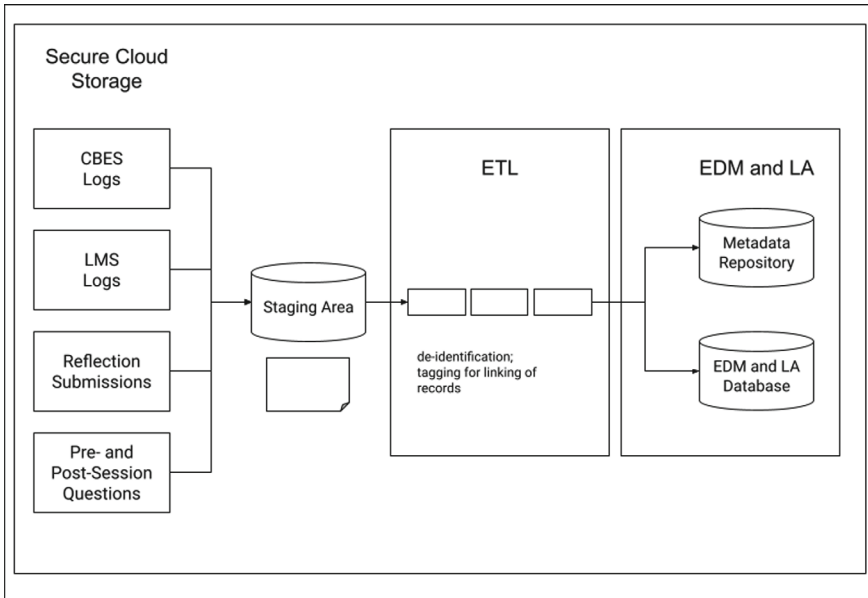 Secure Cloud
Storage
CBES
Logs
LMS
Logs
Reflection
Submissions
Pre- and
Post-Session
Questions
Staging Area
ETL
de-identification;
tagging for linking of
records
EDM and LA
Metadata
Repository
EDM and LA
Database